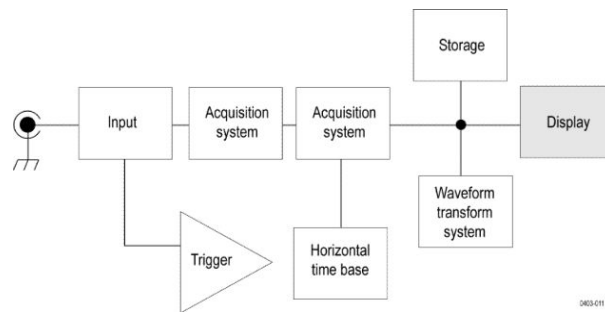 Storage
Input
Acquisition
system
Acquisition
system
Display
Waveform
transform
system
Trigger
Horizontal
time base
0403-011